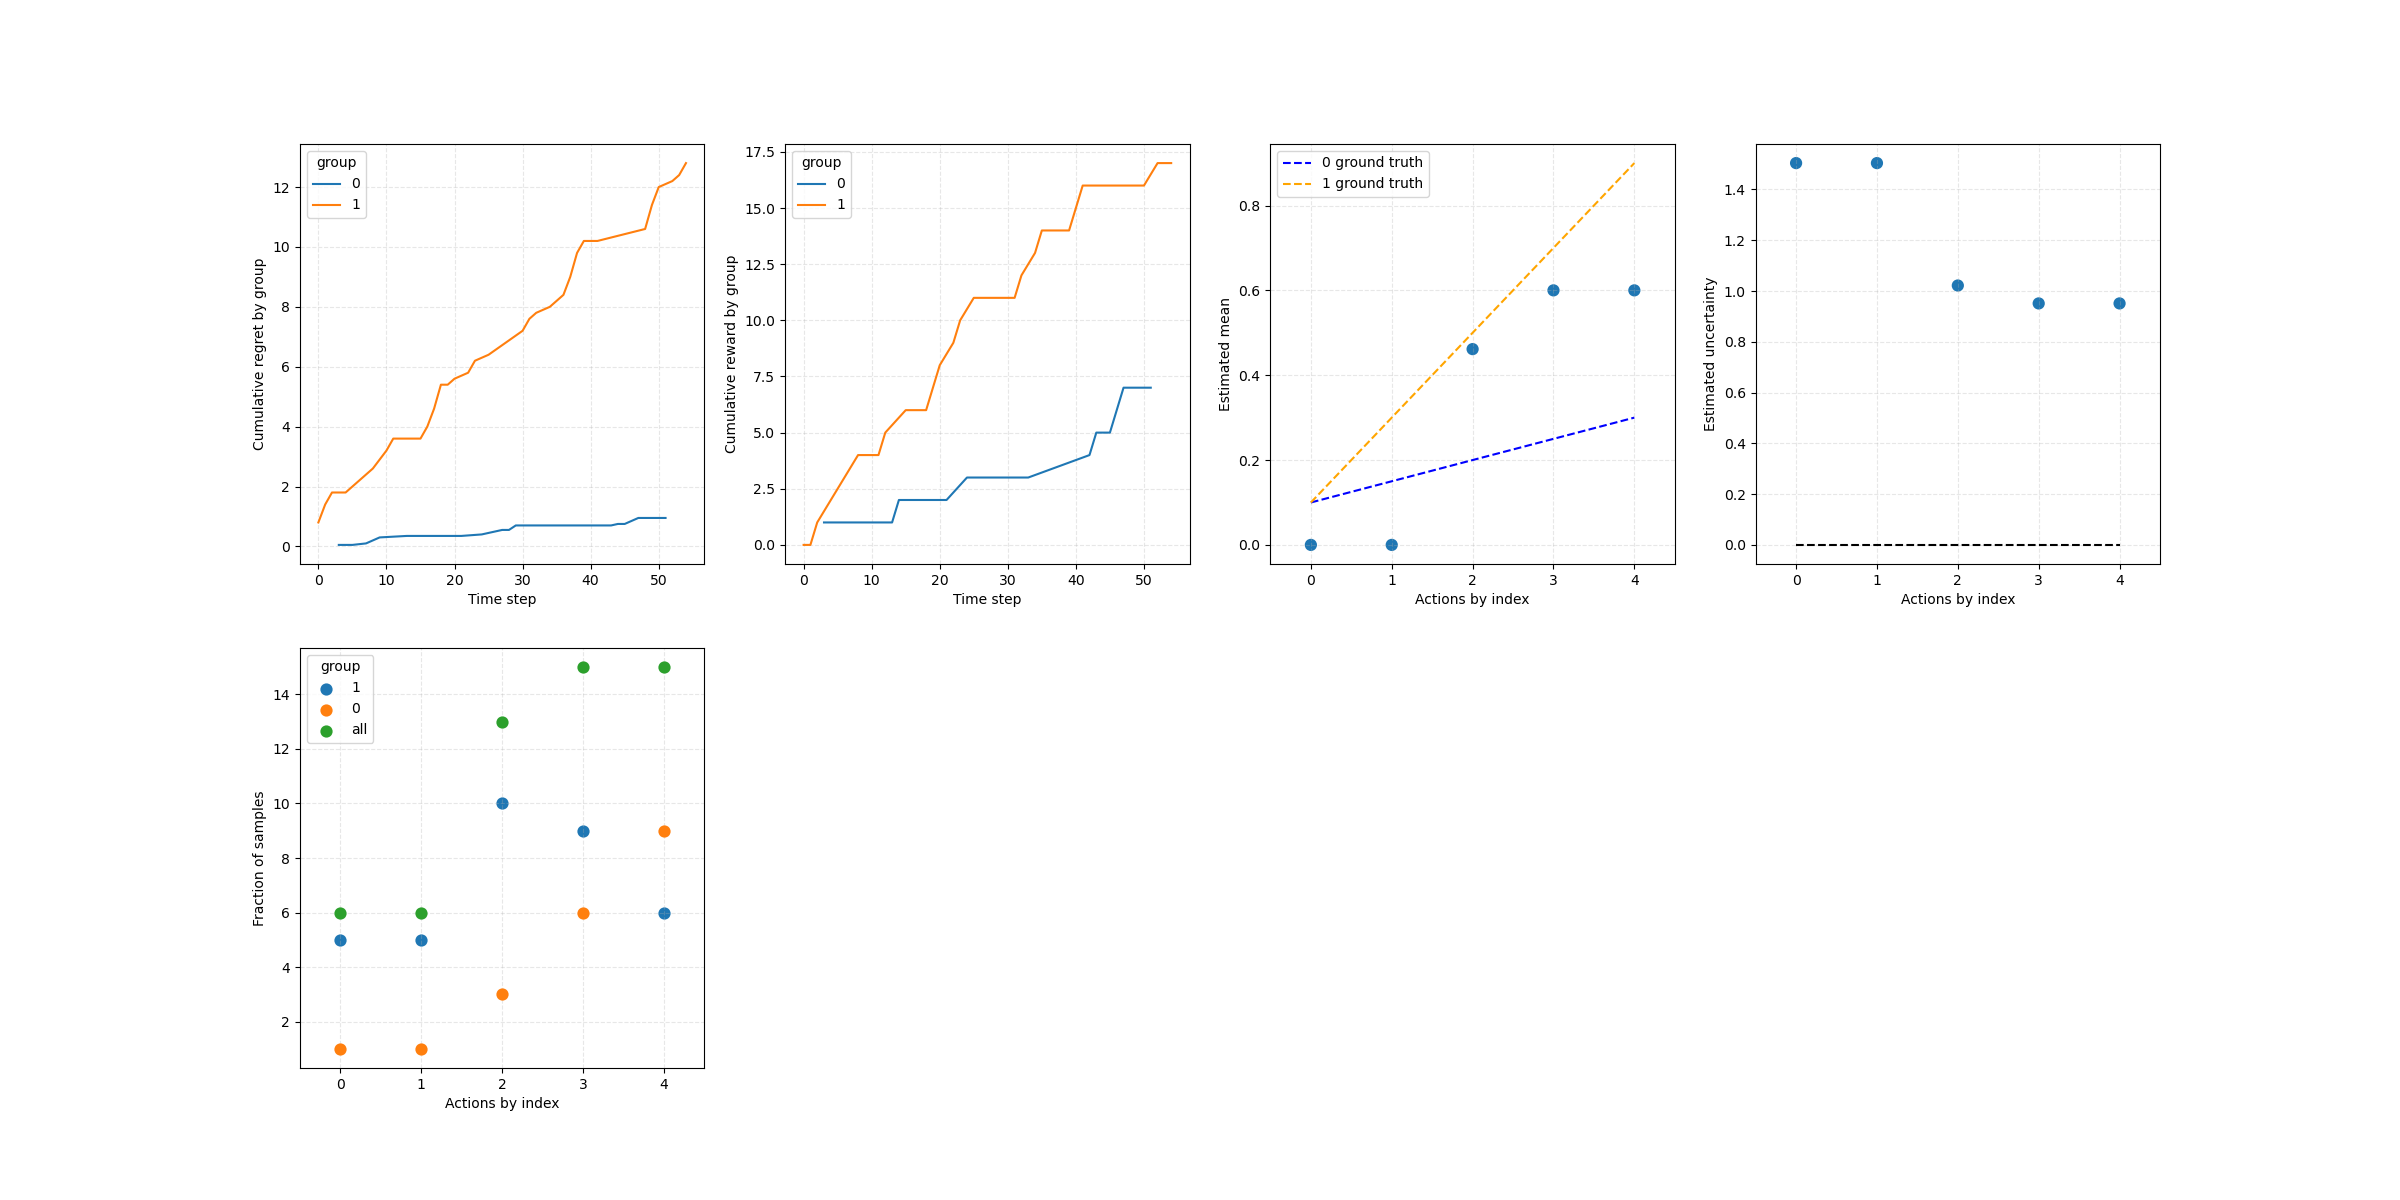 group
0
1
12
10
8
6
4
2
0
Cumulative regret by group
0 10 20 30 40 50
Time step
group
0
1
17.5
15.0
12.5
10.0
7.5
5.0
2.5
0.0
Cumulative reward by group
0 10 20 30 40 50
Time step
0 ground truth
1 ground truth
0.8
0.6
0.4
0.2
0.0
Estimated mean
0 1 2 3 4
Actions by index
1.4
1.2
1.0
0.8
0.6
0.4
0.2
0.0
Estimated uncertainty
0 1 2 3 4
Actions by index
group
1
0
all
14
12
10
8
6
4
2
Fraction of samples
0 1 2 3 4
Actions by index